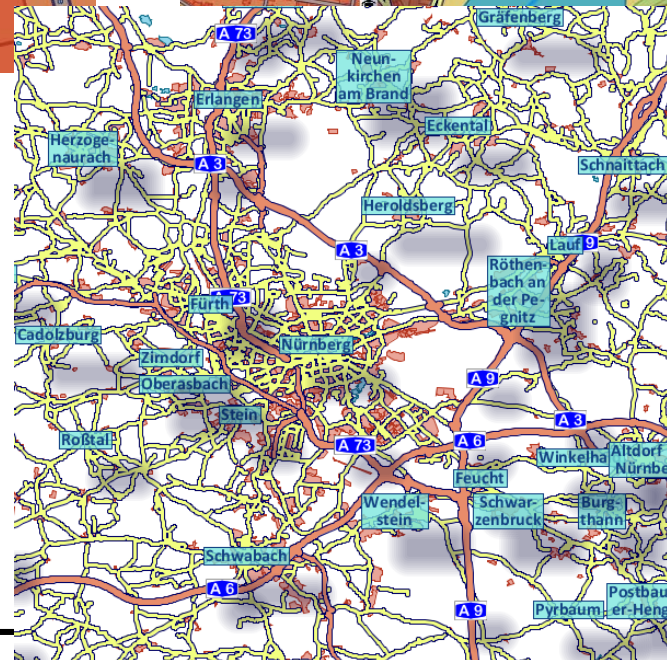 Gräfenberg
A 73
Neun-
kirchen
am Brand
Erlangen
Eckental
Herzoge-
naurach
A 3
Schnaittach
Heroldsberg
A 3
Lauf
9
Röthen-
bach an
der Pe-
gnitz
73
Fürth
Cadolzburg
Nürnberg
Zirndorf
Oberasbach
A 9
Stein
A 3
Roßtal
A 73
A 6
Winkelha
Altdorf
Nürnbe
Feucht
Wendel-
stein
Schwar-
zenbruck
Burg-
thann
Schwabach
A 6
A 9
Pyrbaum
Postbau
er-Heng